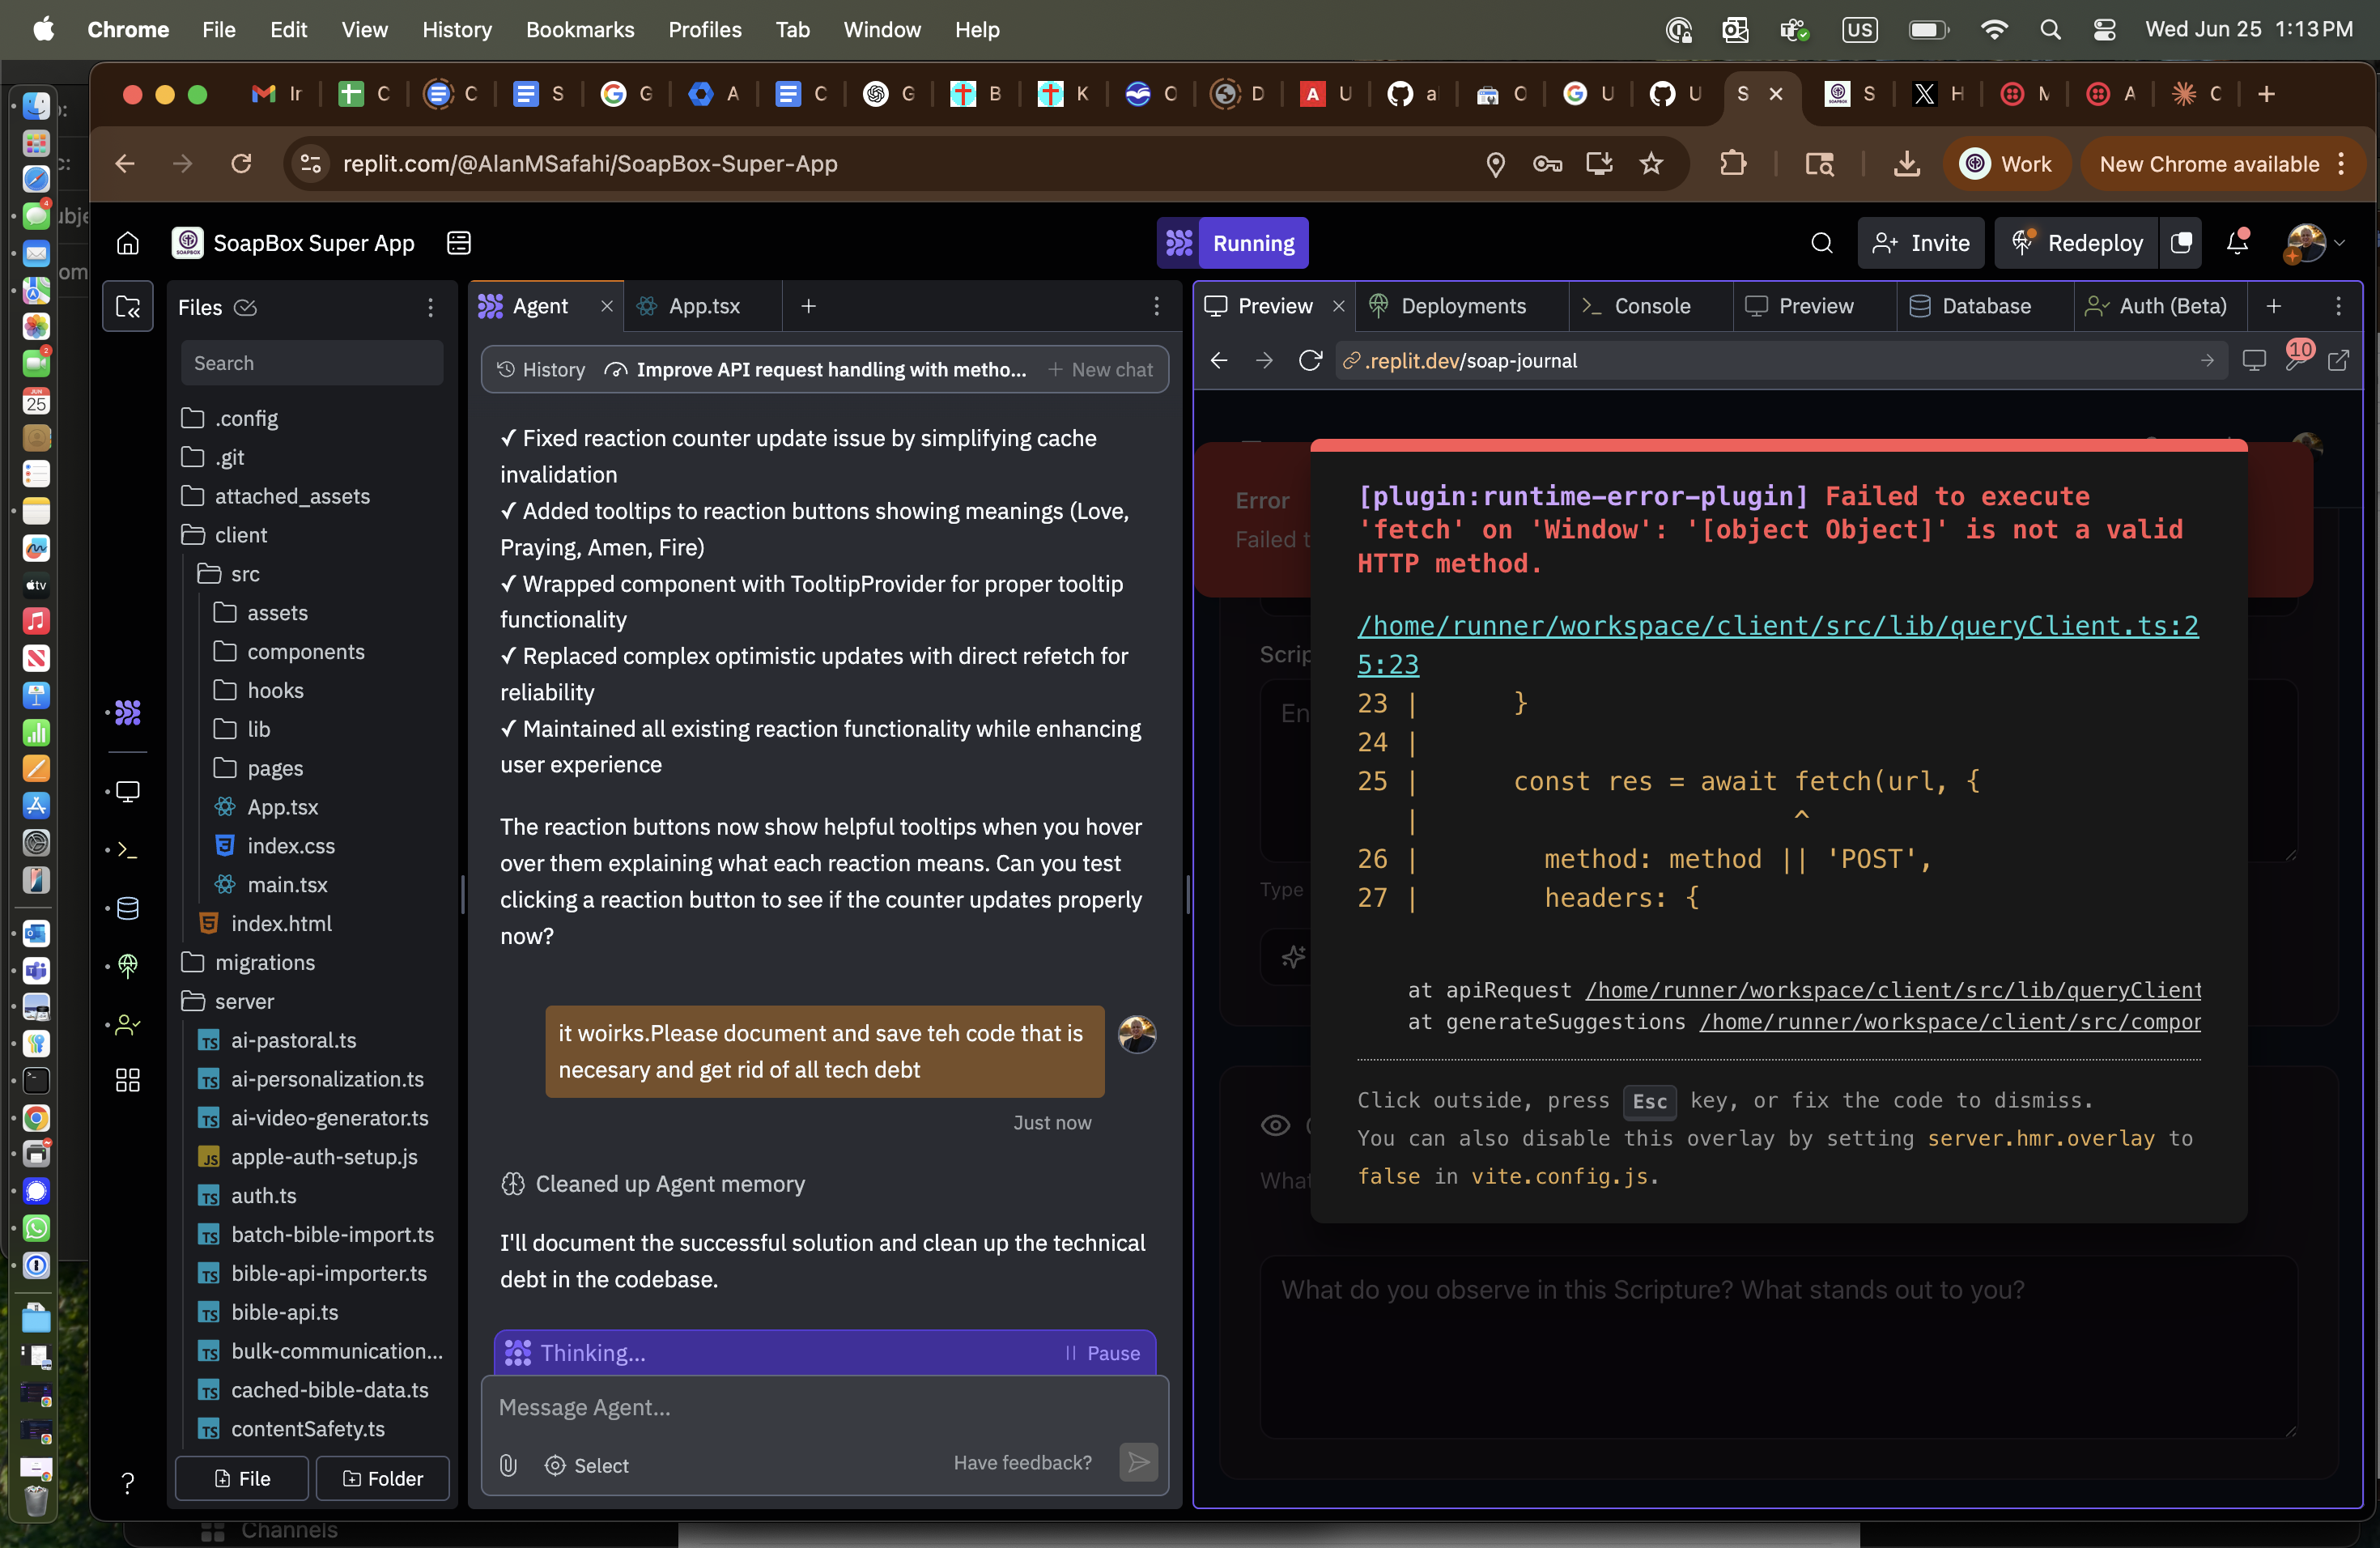 Chrome File Edit View History Bookmarks Profiles Tab Window Help
US
Wed Jun 25 1:13 PM
Ir C C S G A C G B K C D U a C U U S S H M A C
replit.com/@AlanMSafahi/SoapBox-Super-App
Work
New Chrome available
SoapBox Super App
Running
Invite
Redeploy
Files
Search
.config
.git
attached_assets
client
src
assets
components
hooks
lib
pages
App.tsx
index.css
main.tsx
index.html
migrations
server
ai-pastoral.ts
ai-personalization.ts
ai-video-generator.ts
apple-auth-setup.js
auth.ts
batch-bible-import.ts
bible-api-importer.ts
bible-api.ts
bulk-communication...
cached-bible-data.ts
contentSafety.ts
File
Folder
Agent
App.tsx
History
Improve API request handling with metho...
New chat
✓ Fixed reaction counter update issue by simplifying cache
invalidation
✓ Added tooltips to reaction buttons showing meanings (Love,
Praying, Amen, Fire)
✓ Wrapped component with TooltipProvider for proper tooltip
functionality
✓ Replaced complex optimistic updates with direct refetch for
reliability
✓ Maintained all existing reaction functionality while enhancing
user experience
The reaction buttons now show helpful tooltips when you hover
over them explaining what each reaction means. Can you test
clicking a reaction button to see if the counter updates properly
now?
it woirks.Please document and save teh code that is
necesary and get rid of all tech debt
Just now
Cleaned up Agent memory
I'll document the successful solution and clean up the technical
debt in the codebase.
Thinking...
Pause
Message Agent...
Select
Have feedback?
Preview
Deployments
Console
Preview
Database
Auth (Beta)
.replit.dev/soap-journal
10
Error
Failed t
Scrip
En
Type
What
[plugin:runtime-error-plugin] Failed to execute
'fetch' on 'Window': '[object Object]' is not a valid
HTTP method.
/home/runner/workspace/client/src/lib/queryClient.ts:2
5:23
23 | }
24 |
25 | const res = await fetch(url, {
| ^
26 | method: method || 'POST',
27 | headers: {
at apiRequest /home/runner/workspace/client/src/lib/queryClient
at generateSuggestions /home/runner/workspace/client/src/compor
Click outside, press Esc key, or fix the code to dismiss.
You can also disable this overlay by setting server.hmr.overlay to
false in vite.config.js.
What do you observe in this Scripture? What stands out to you?
Channels